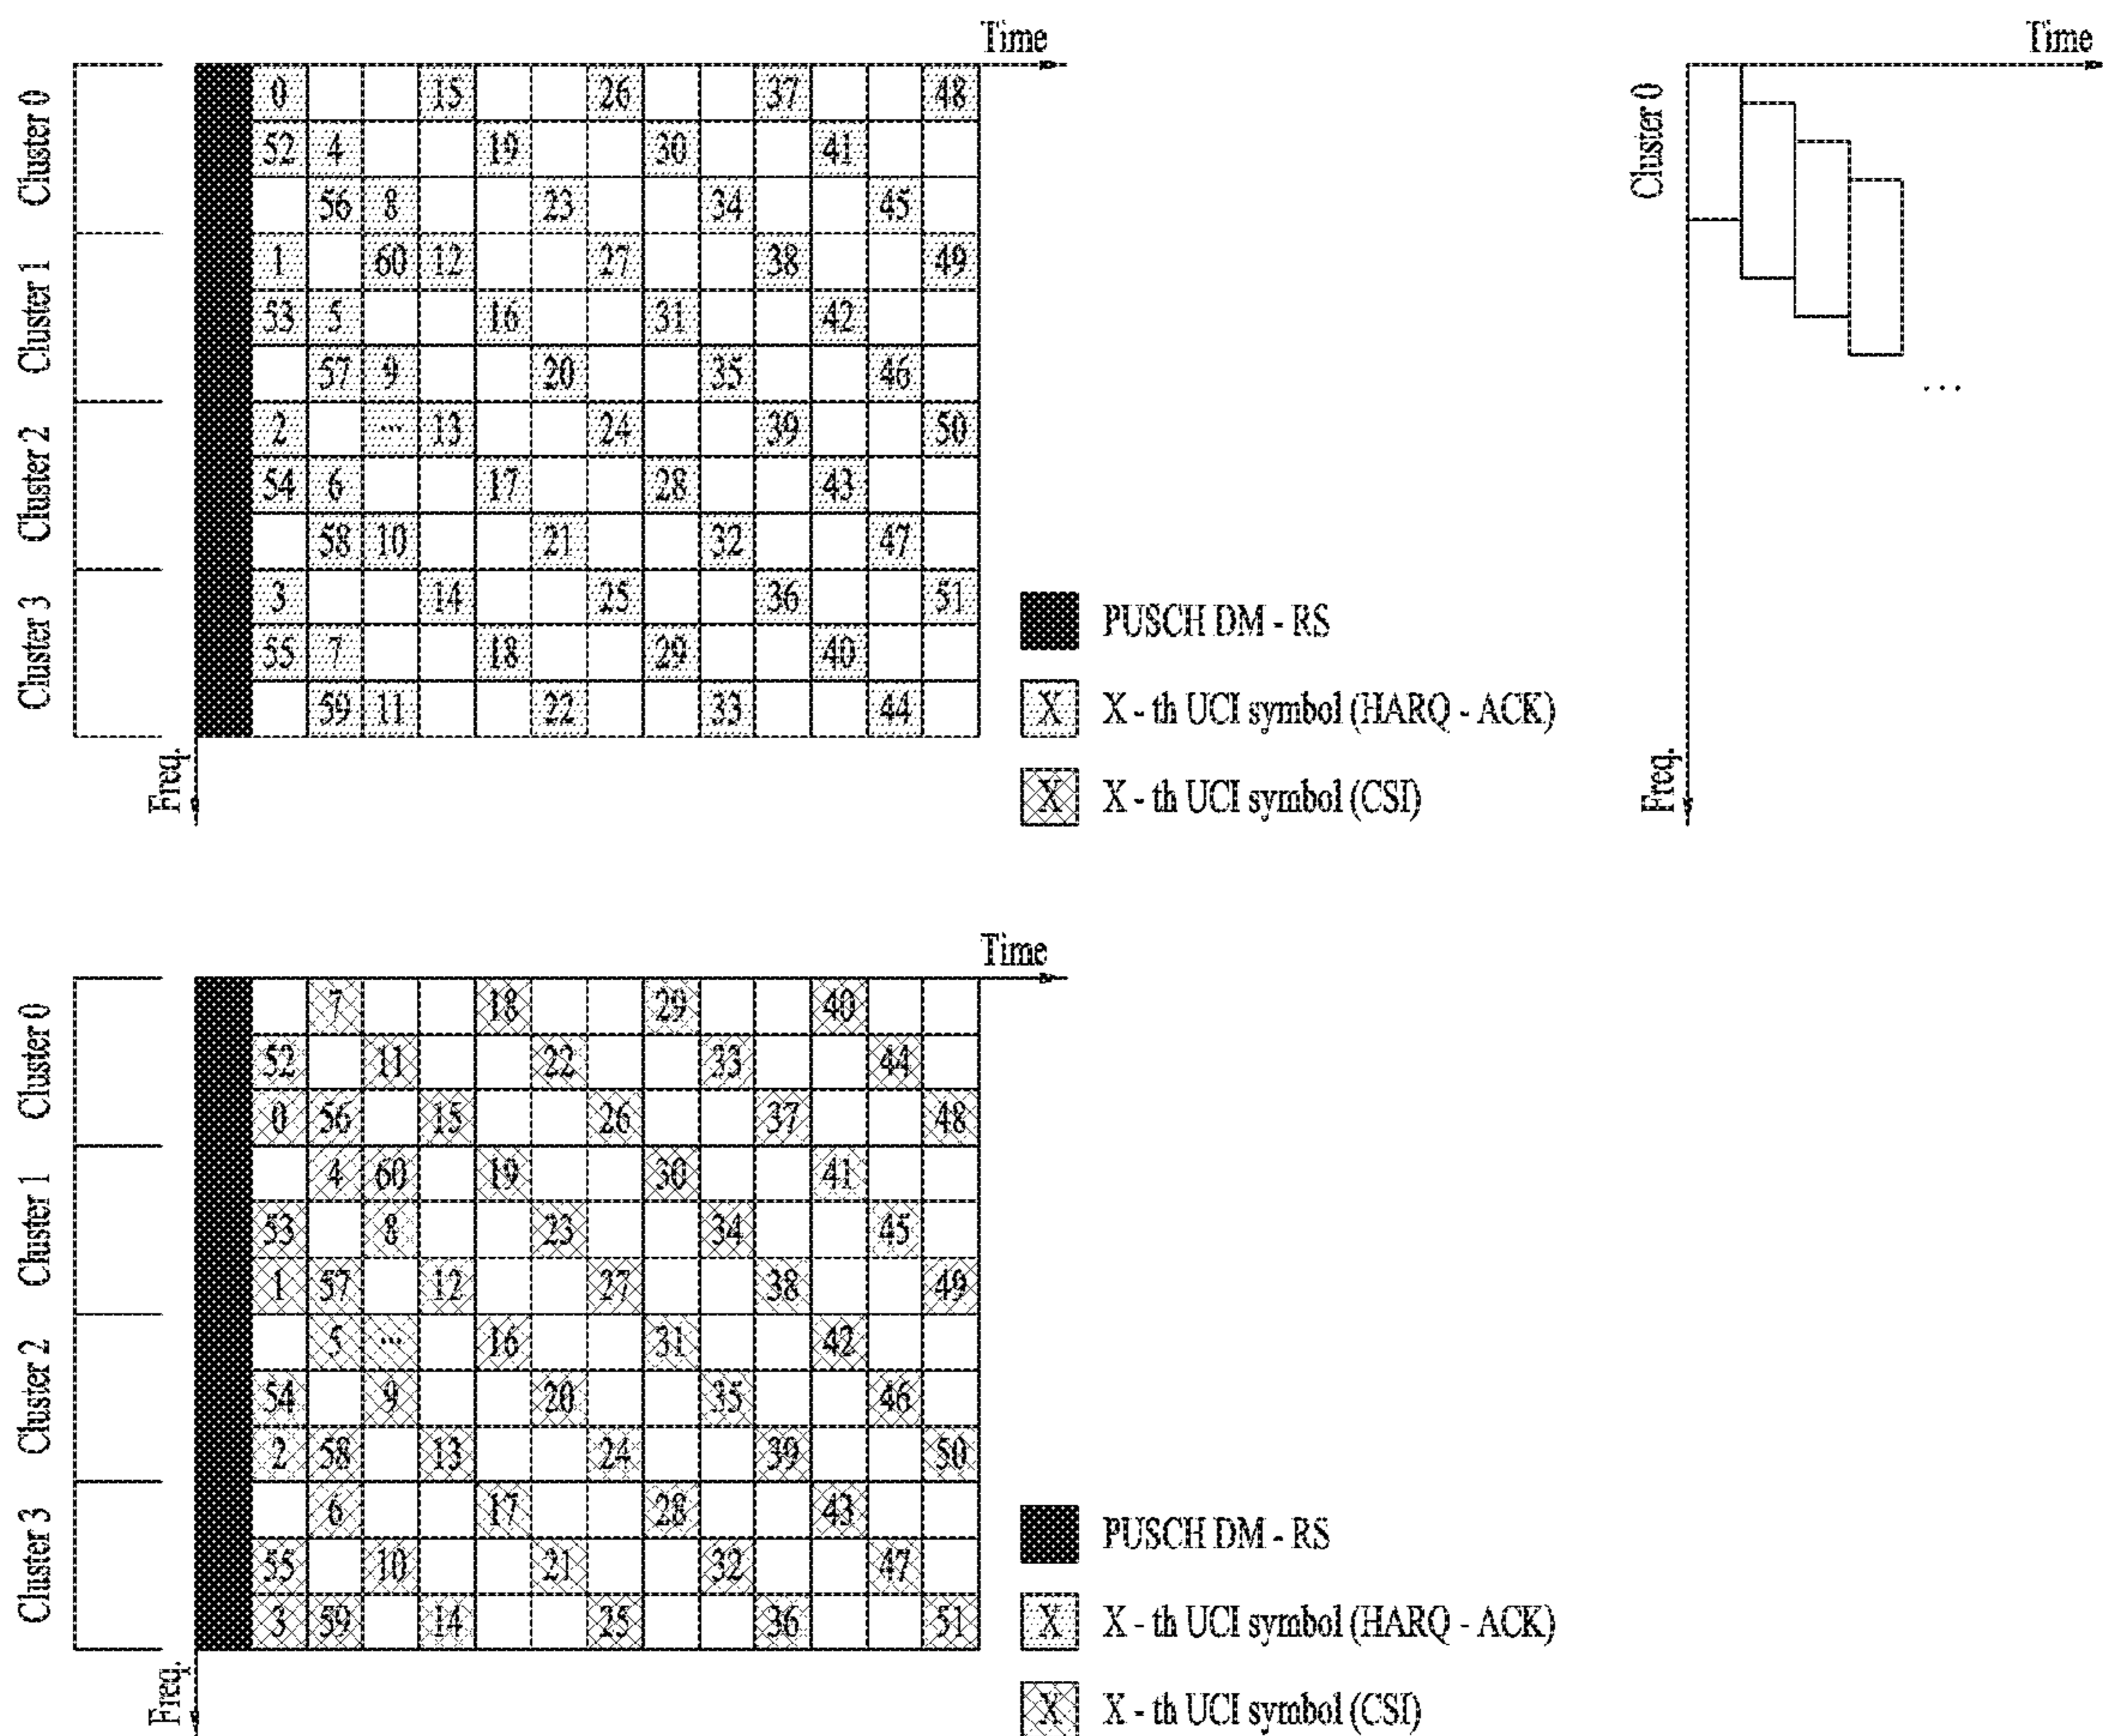 Time
Cluster 0
Cluster 1
Cluster 2
Cluster 3
0 15 26 37 48
52 4 19 30 41
56 8 23 34 45
1 60 12 27 38 49
53 5 16 31 42
57 9 20 35 46
2 ... 13 24 39 50
54 6 17 28 43
58 10 21 32 47
3 14 25 36 51
55 7 18 29 40
59 11 22 33 44
Freq.
PUSCH DM - RS
X X - th UCI symbol (HARQ - ACK)
X X - th UCI symbol (CSI)
Time
Cluster 0
...
Freq.
Time
Cluster 0
Cluster 1
Cluster 2
Cluster 3
7 18 29 40
52 11 22 33 44
0 56 15 26 37 48
4 60 19 30 41
53 8 23 34 45
1 57 12 27 38 49
5 ... 16 31 42
54 9 20 35 46
2 58 13 24 39 50
6 17 28 43
55 10 21 32 47
3 59 14 25 36 51
Freq.
PUSCH DM - RS
X X - th UCI symbol (HARQ - ACK)
X X - th UCI symbol (CSI)